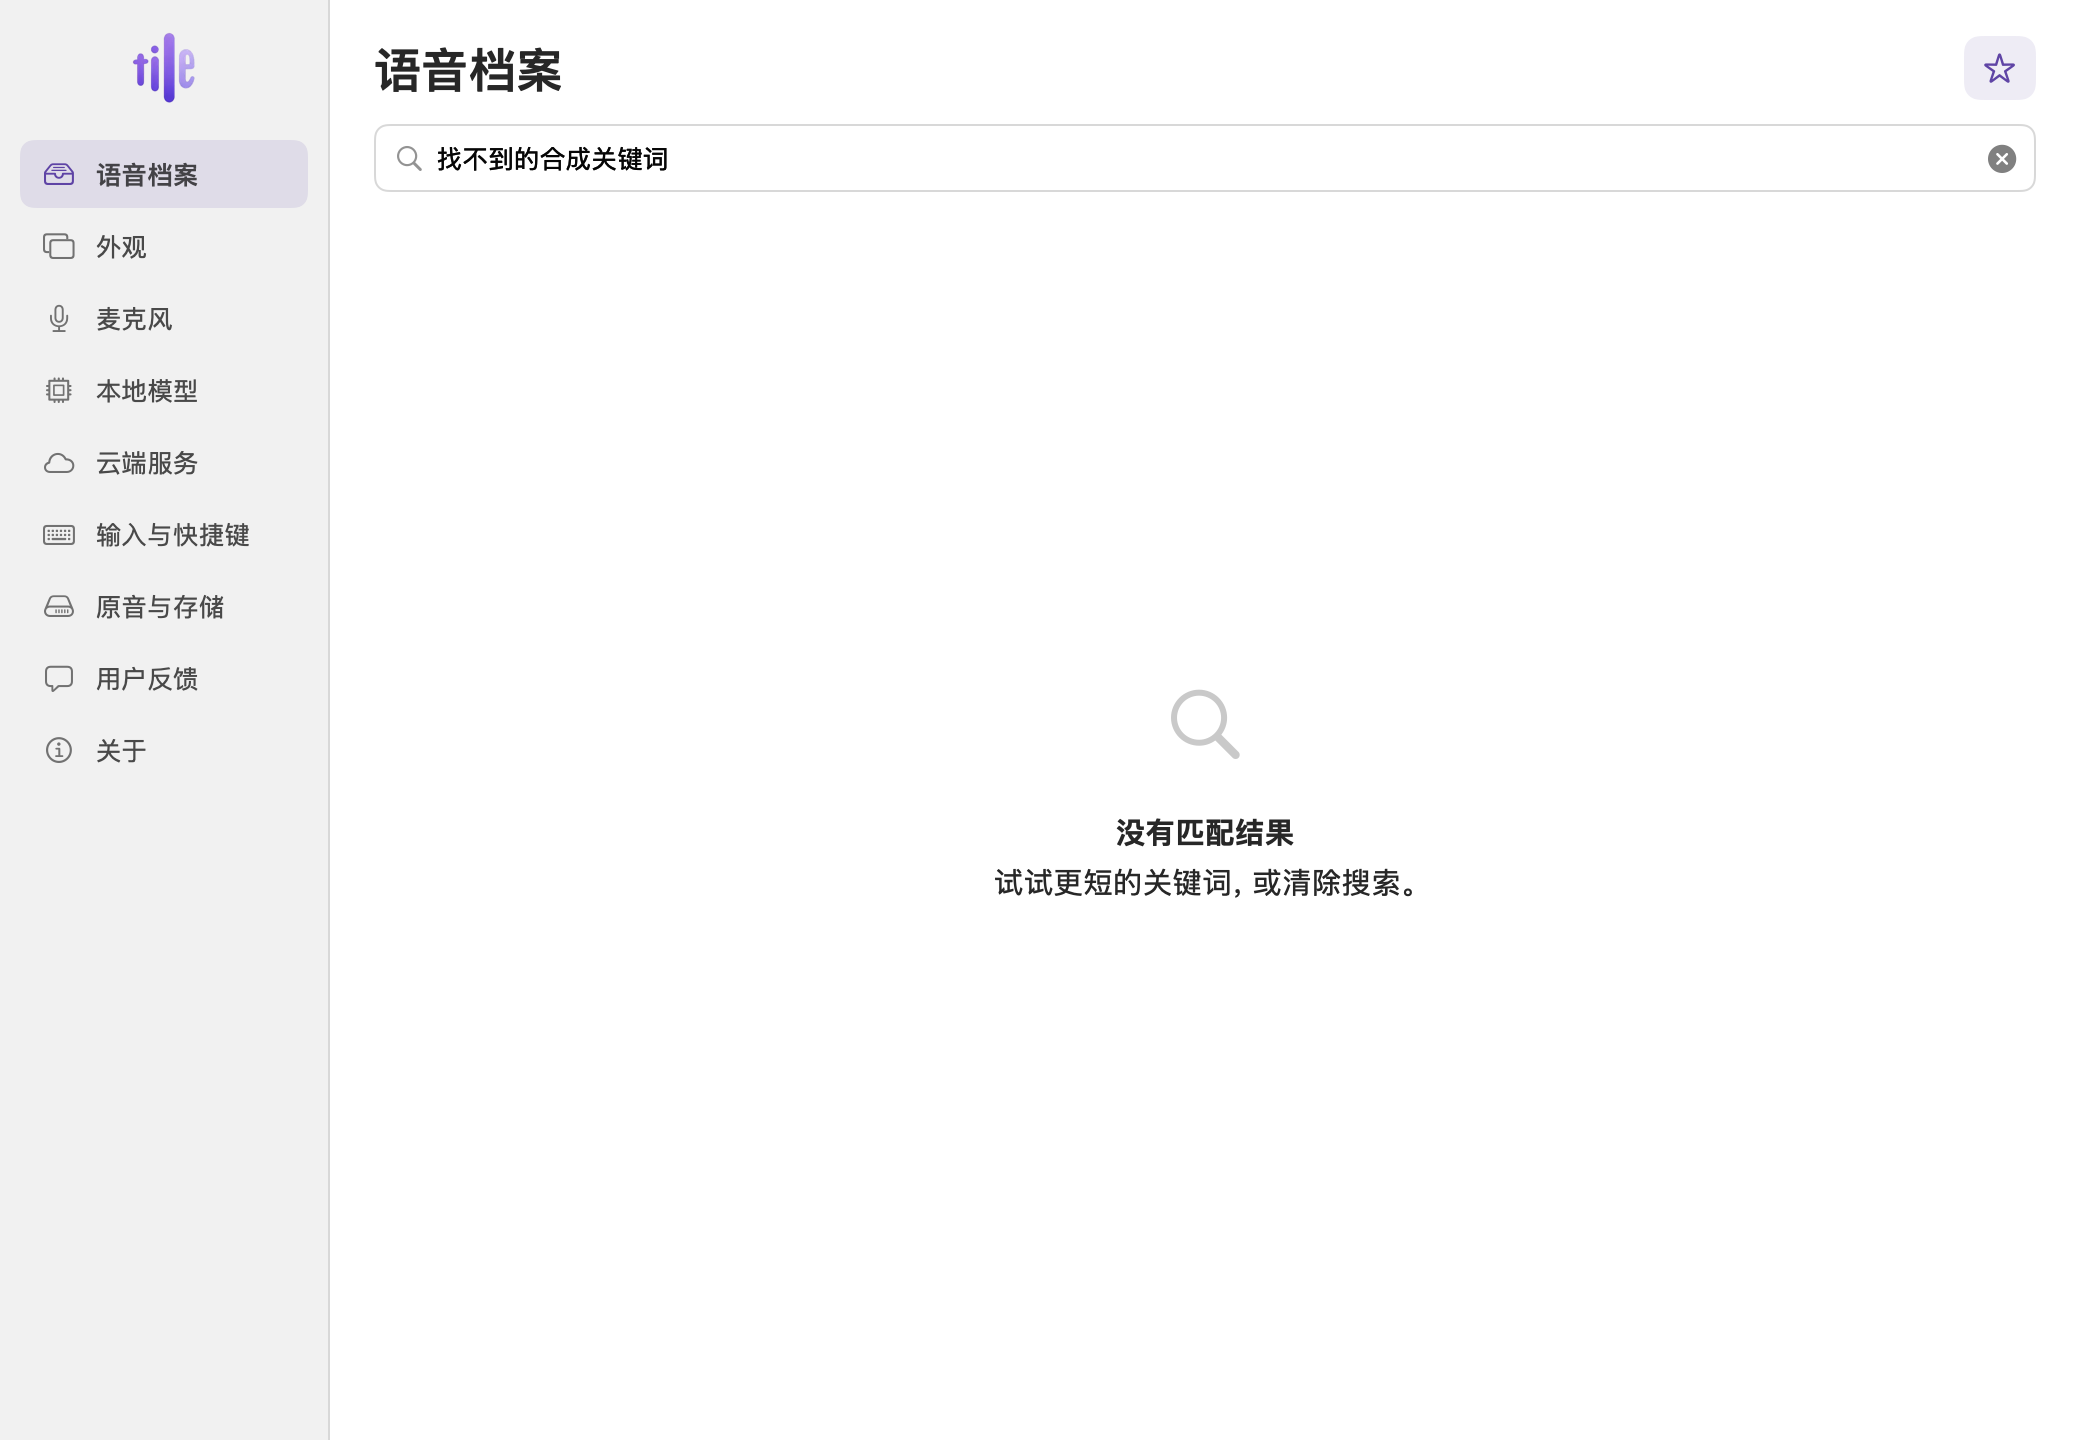 tile
语音档案
外观
麦克风
本地模型
云端服务
输入与快捷键
原音与存储
用户反馈
关于
语音档案
找不到的合成关键词
没有匹配结果
试试更短的关键词，或清除搜索。